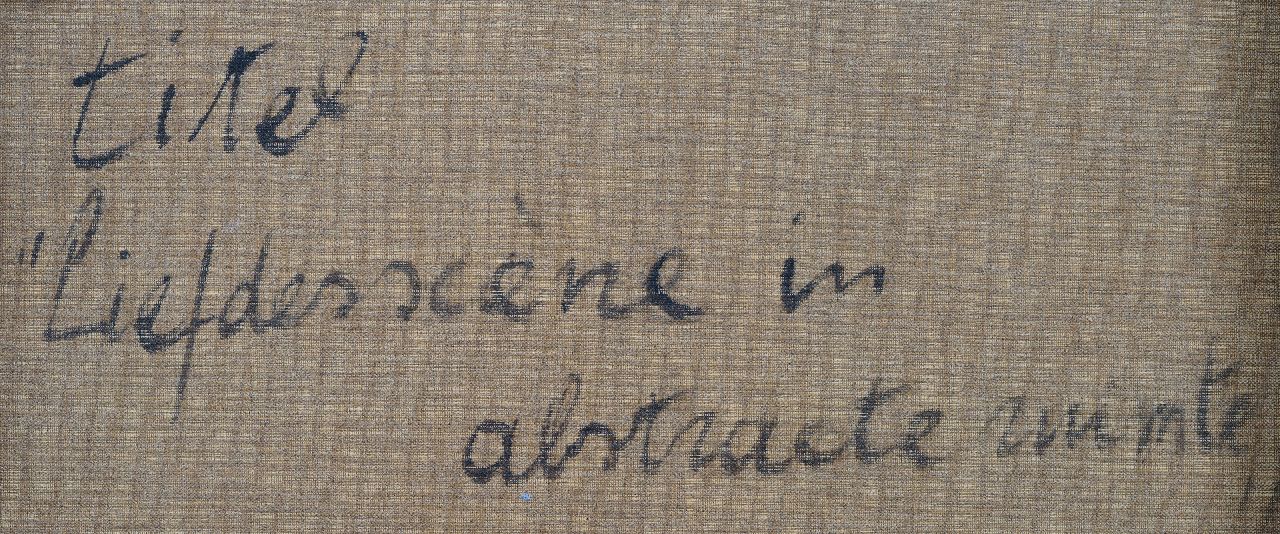 titel
"Liefdesscène in
abstracte ruimte